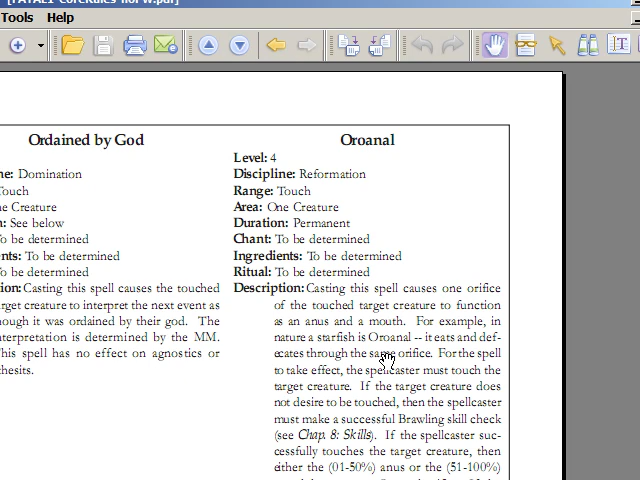 [FATAL]
Tools Help
Ordained by God
ne: Domination
Touch
ne Creature
n: See below
To be determined
nts: To be determined
To be determined
ion: Casting this spell causes the touched
rget creature to interpret the next event as
hough it was ordained by their god. The
nterpretation is determined by the MM.
This spell has no effect on agnostics or
chesits.
Oroanal
Level: 4
Discipline: Reformation
Range: Touch
Area: One Creature
Duration: Permanent
Chant: To be determined
Ingredients: To be determined
Ritual: To be determined
Description: Casting this spell causes one orifice
of the touched target creature to function
as an anus and a mouth. For example, in
nature a starfish is Oroanal -- it eats and def-
ecates through the same orifice. For the spell
to take effect, the spellcaster must touch the
target creature. If the target creature does
not desire to be touched, then the spellcaster
must make a successful Brawling skill check
(see Chap. 8: Skills). If the spellcaster suc-
cessfully touches the target creature, then
either the (01-50%) anus or the (51-100%)